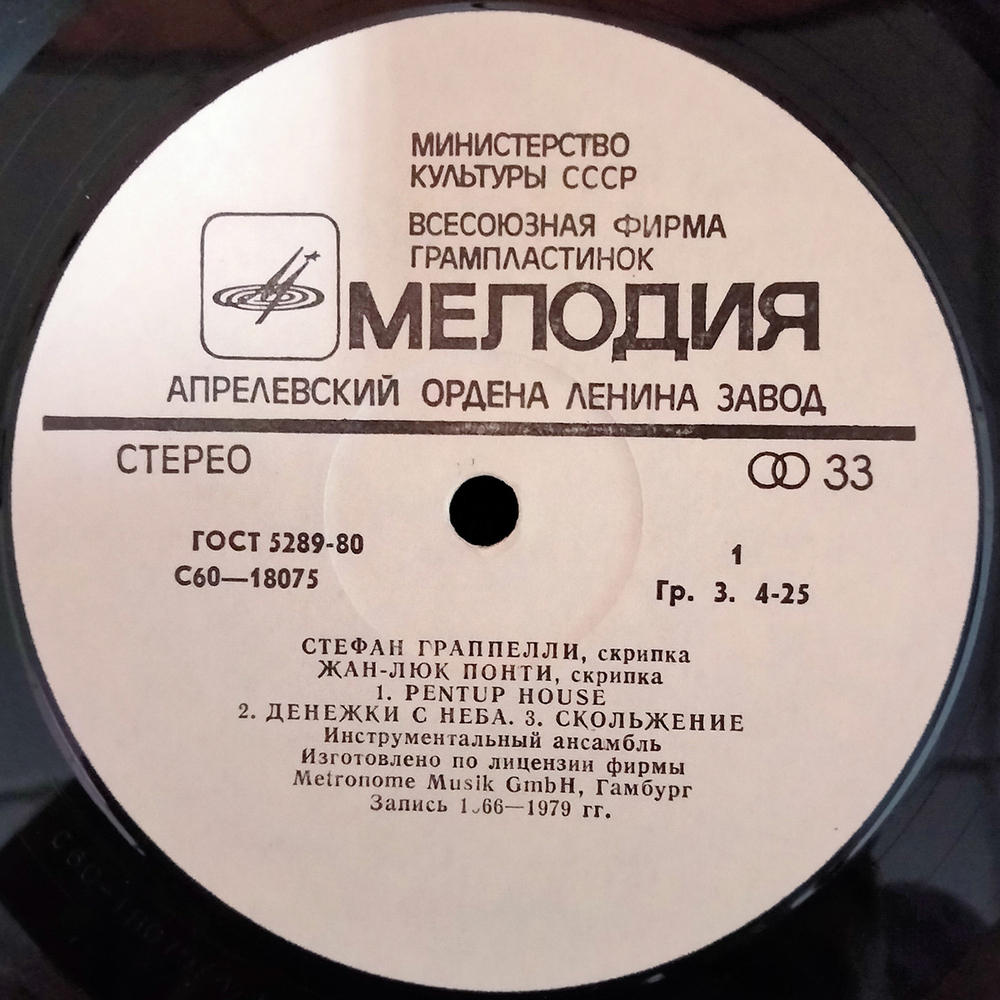 МИНИСТЕРСТВО
КУЛЬТУРЫ СССР
ВСЕСОЮЗНАЯ ФИРМА
ГРАМПЛАСТИНОК
МЕЛОДИЯ
АПРЕЛЕВСКИЙ ОРДЕНА ЛЕНИНА ЗАВОД
СТЕРЕО
33
ГОСТ 5289-80
С60—18075
1
Гр. 3. 4-25
СТЕФАН ГРАППЕЛЛИ, скрипка
ЖАН-ЛЮК ПОНТИ, скрипка
1. PENTUP HOUSE
2. ДЕНЕЖКИ С НЕБА. 3. СКОЛЬЖЕНИЕ
Инструментальный ансамбль
Изготовлено по лицензии фирмы
Metronome Musik GmbH, Гамбург
Запись 1966—1979 гг.